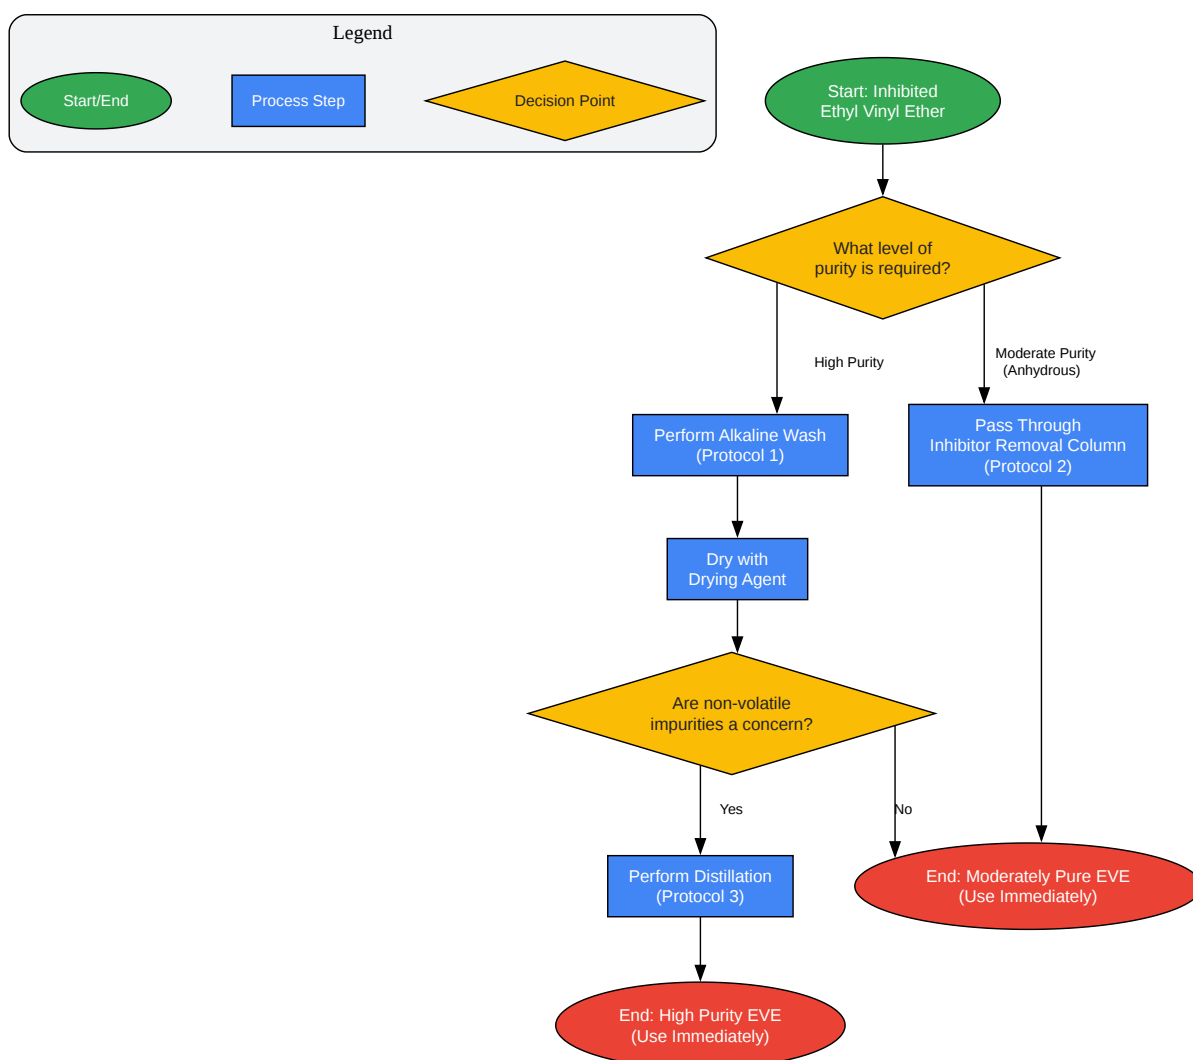 Legend
Start/End
Process Step
Decision Point
Start: Inhibited
Ethyl Vinyl Ether
What level of
purity is required?
High Purity
Moderate Purity
(Anhydrous)
Perform Alkaline Wash
(Protocol 1)
Pass Through
Inhibitor Removal Column
(Protocol 2)
Dry with
Drying Agent
Are non-volatile
impurities a concern?
Yes
No
Perform Distillation
(Protocol 3)
End: Moderately Pure EVE
(Use Immediately)
End: High Purity EVE
(Use Immediately)